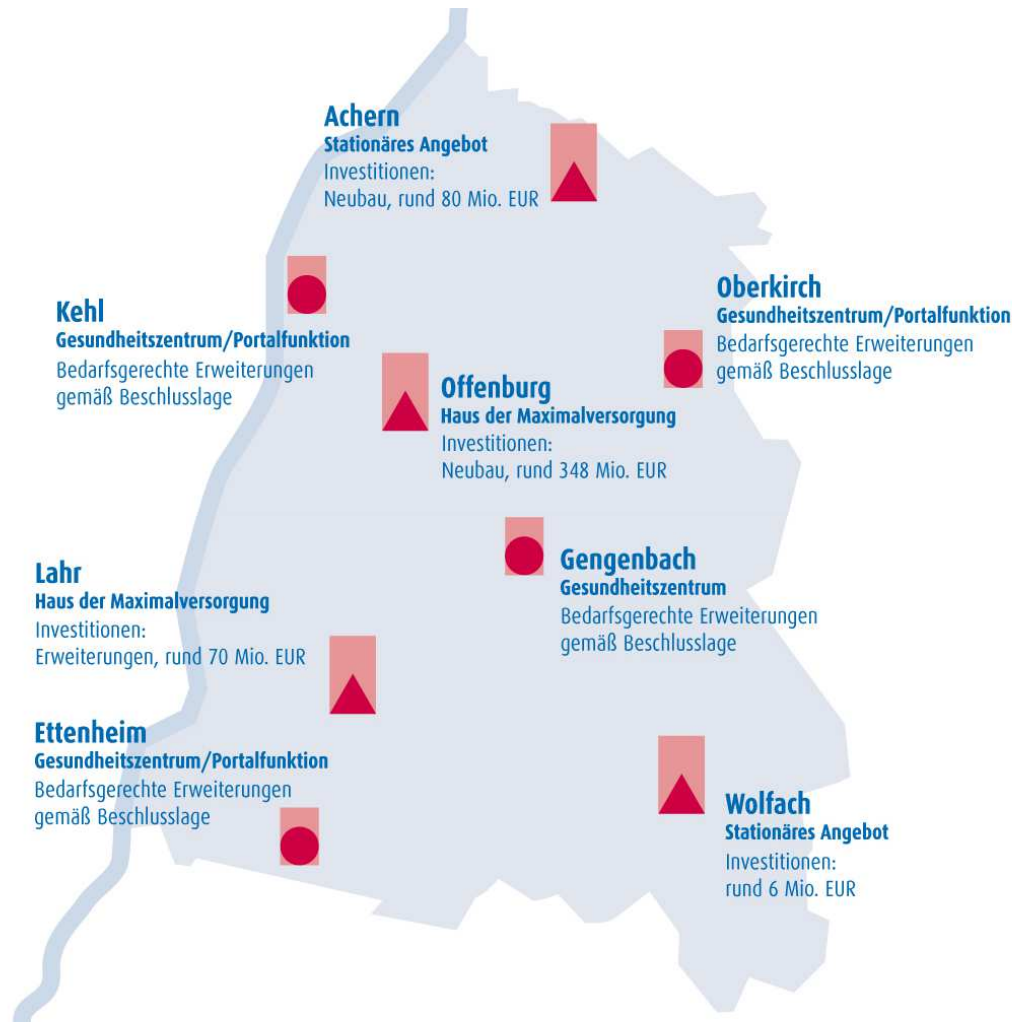 Achern
Stationäres Angebot
Investitionen:
Neubau, rund 80 Mio. EUR
Kehl
Gesundheitszentrum/Portalfunktion
Bedarfsgerechte Erweiterungen
gemäß Beschlusslage
Oberkirch
Gesundheitszentrum/Portalfunktion
Bedarfsgerechte Erweiterungen
gemäß Beschlusslage
Offenburg
Haus der Maximalversorgung
Investitionen:
Neubau, rund 348 Mio. EUR
Gengenbach
Gesundheitszentrum
Bedarfsgerechte Erweiterungen
gemäß Beschlusslage
Lahr
Haus der Maximalversorgung
Investitionen:
Erweiterungen, rund 70 Mio. EUR
Ettenheim
Gesundheitszentrum/Portalfunktion
Bedarfsgerechte Erweiterungen
gemäß Beschlusslage
Wolfach
Stationäres Angebot
Investitionen:
rund 6 Mio. EUR